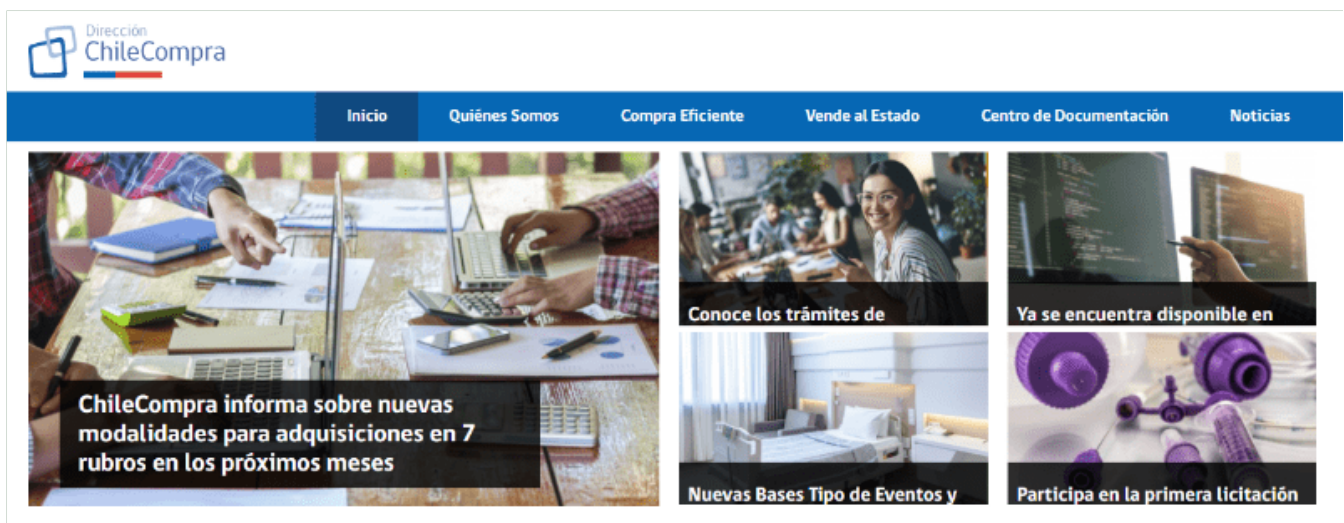 Dirección
ChileCompra
Inicio
Quiénes Somos
Compra Eficiente
Vende al Estado
Centro de Documentación
Noticias
ChileCompra informa sobre nuevas
modalidades para adquisiciones en 7
rubros en los próximos meses
Conoce los trámites de
Ya se encuentra disponible en
Nuevas Bases Tipo de Eventos y
Participa en la primera licitación